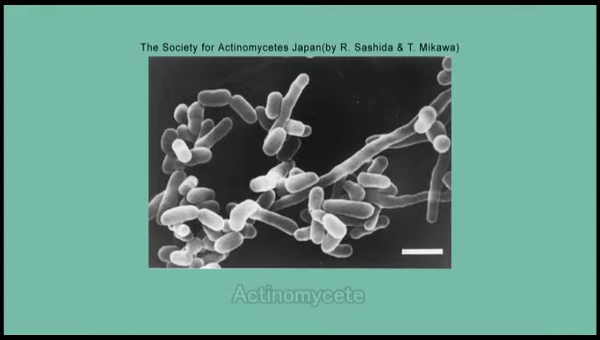 The Society for Actinomycetes Japan(by R. Sashida & T. Mikawa)
Actinomycete